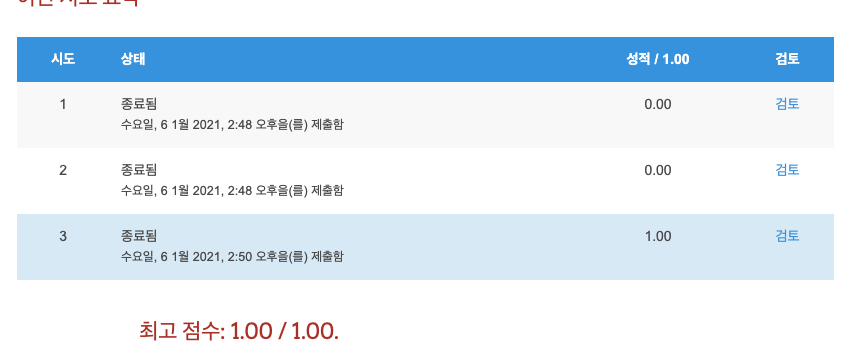 시도 상태 성적 / 1.00 검토
1 종료됨 0.00 검토
수요일, 6 1월 2021, 2:48 오후을(를) 제출함
2 종료됨 0.00 검토
수요일, 6 1월 2021, 2:48 오후을(를) 제출함
3 종료됨 1.00 검토
수요일, 6 1월 2021, 2:50 오후을(를) 제출함
최고 점수: 1.00 / 1.00.